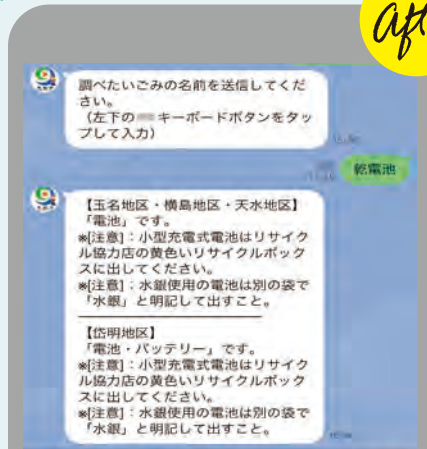 aft
調べたいごみの名前を送信してくだ
さい。
(左下の キーボードボタンをタッ
プして入力)
乾電池
【玉名地区・横島地区・天水地区】
「電池」です。
*[注意]:小型充電式電池はリサイク
ル協力店の黄色いリサイクルボック
スに出してください。
*[注意]:水銀使用の電池は別の袋で
「水銀」と明記して出すこと。
【岱明地区】
「電池・バッテリー」です。
*[注意]:小型充電式電池はリサイク
ル協力店の黄色いリサイクルボック
スに出してください。
*[注意]:水銀使用の電池は別の袋で
「水銀」と明記して出すこと。